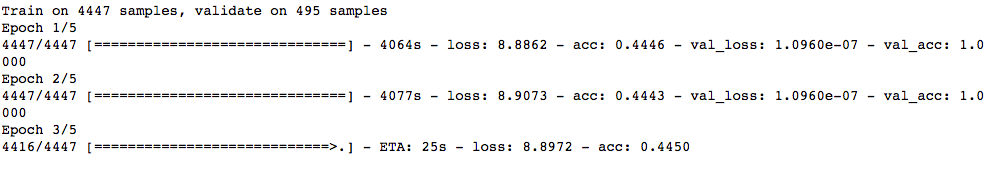 Train on 4447 samples, validate on 495 samples
Epoch 1/5
4447/4447 [==============================] - 4064s - loss: 8.8862 - acc: 0.4446 - val_loss: 1.0960e-07 - val_acc: 1.0
000
Epoch 2/5
4447/4447 [==============================] - 4077s - loss: 8.9073 - acc: 0.4443 - val_loss: 1.0960e-07 - val_acc: 1.0
000
Epoch 3/5
4416/4447 [============================>.] - ETA: 25s - loss: 8.8972 - acc: 0.4450